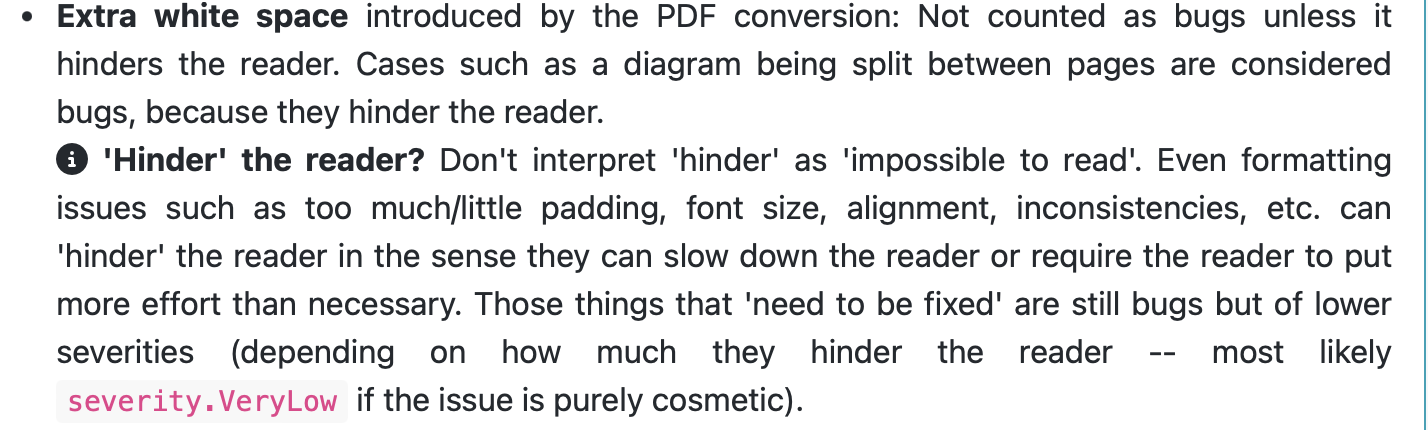 • Extra white space introduced by the PDF conversion: Not counted as bugs unless it
hinders the reader. Cases such as a diagram being split between pages are considered
bugs, because they hinder the reader.
'Hinder' the reader? Don't interpret 'hinder' as 'impossible to read'. Even formatting
issues such as too much/little padding, font size, alignment, inconsistencies, etc. can
'hinder' the reader in the sense they can slow down the reader or require the reader to put
more effort than necessary. Those things that 'need to be fixed' are still bugs but of lower
severities (depending on how much they hinder the reader -- most likely
severity.VeryLow if the issue is purely cosmetic).